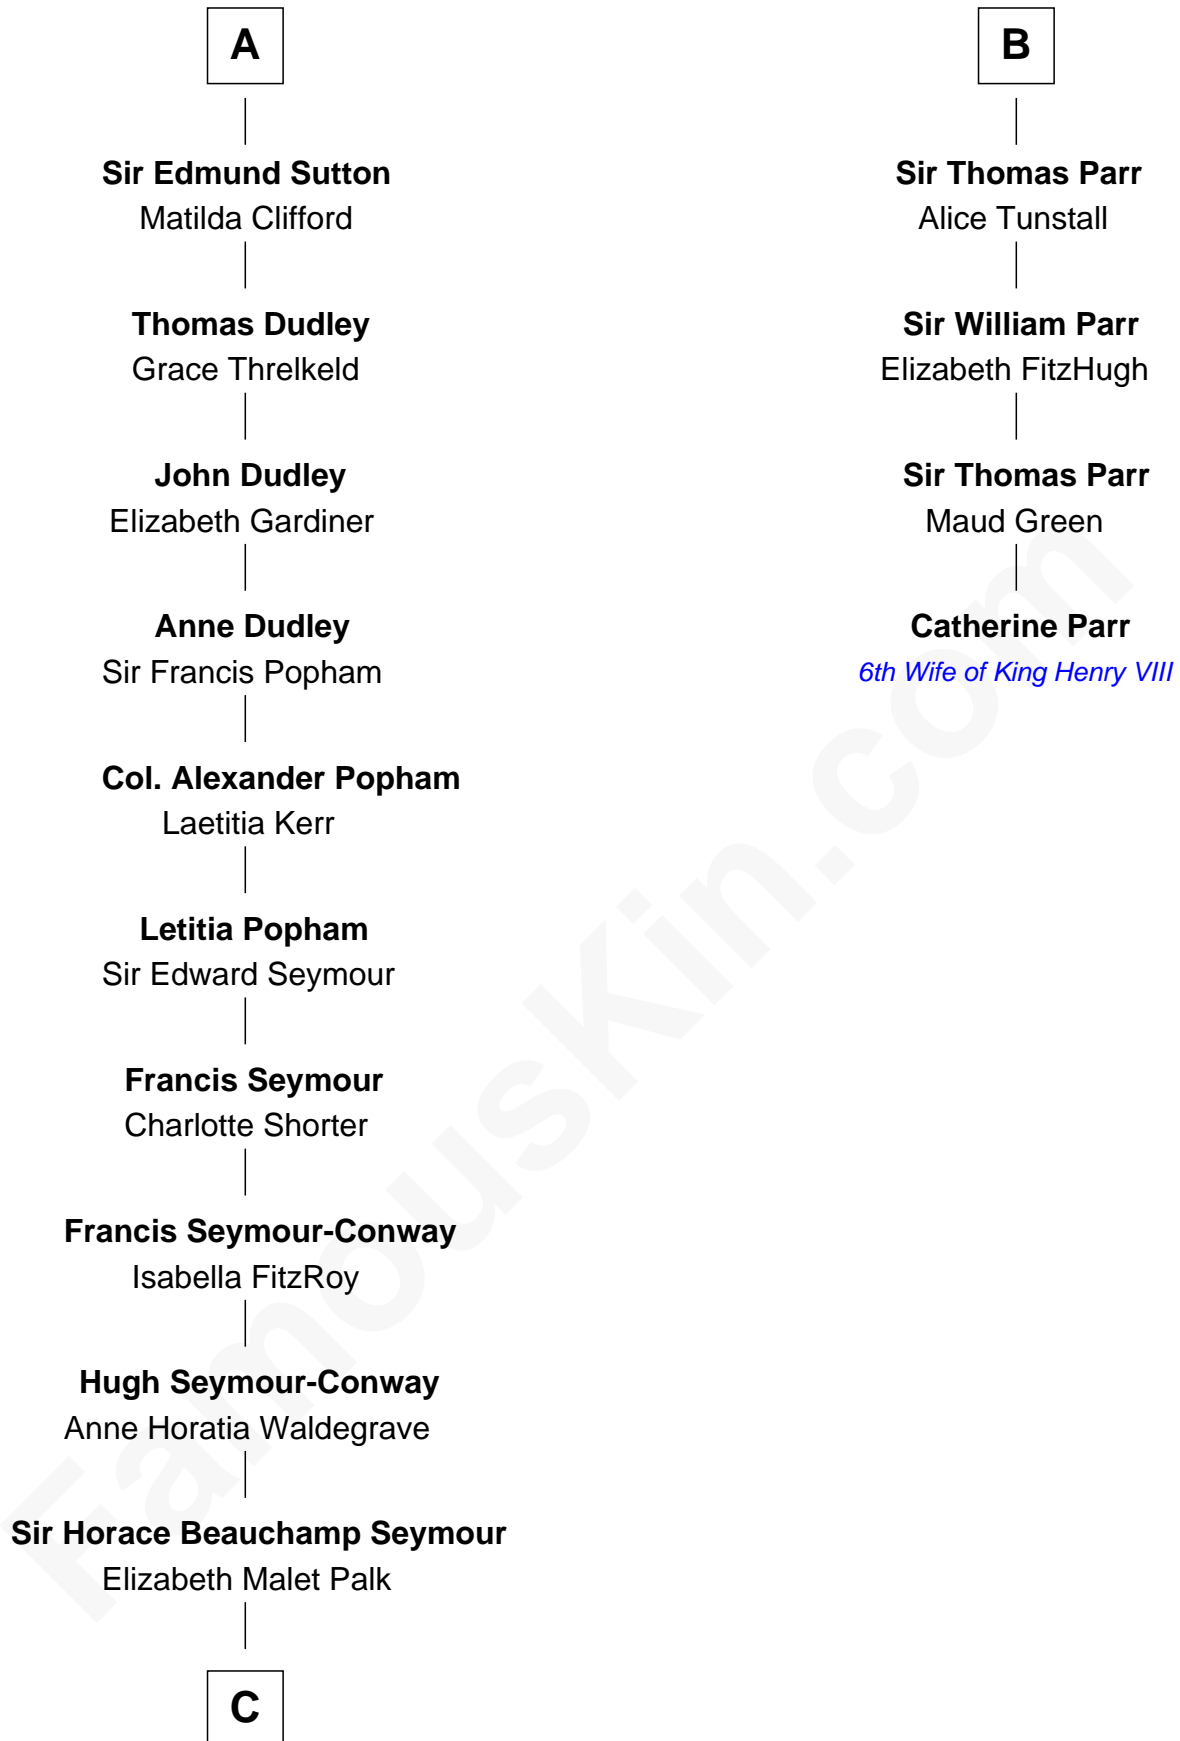 A
Sir Edmund Sutton
Matilda Clifford
Thomas Dudley
Grace Threlkeld
John Dudley
Elizabeth Gardiner
Anne Dudley
Sir Francis Popham
Col. Alexander Popham
Laetitia Kerr
Letitia Popham
Sir Edward Seymour
Francis Seymour
Charlotte Shorter
Francis Seymour-Conway
Isabella FitzRoy
Hugh Seymour-Conway
Anne Horatia Waldegrave
Sir Horace Beauchamp Seymour
Elizabeth Malet Palk
C
B
Sir Thomas Parr
Alice Tunstall
Sir William Parr
Elizabeth FitzHugh
Sir Thomas Parr
Maud Green
Catherine Parr
6th Wife of King Henry VIII
FamousKin.com